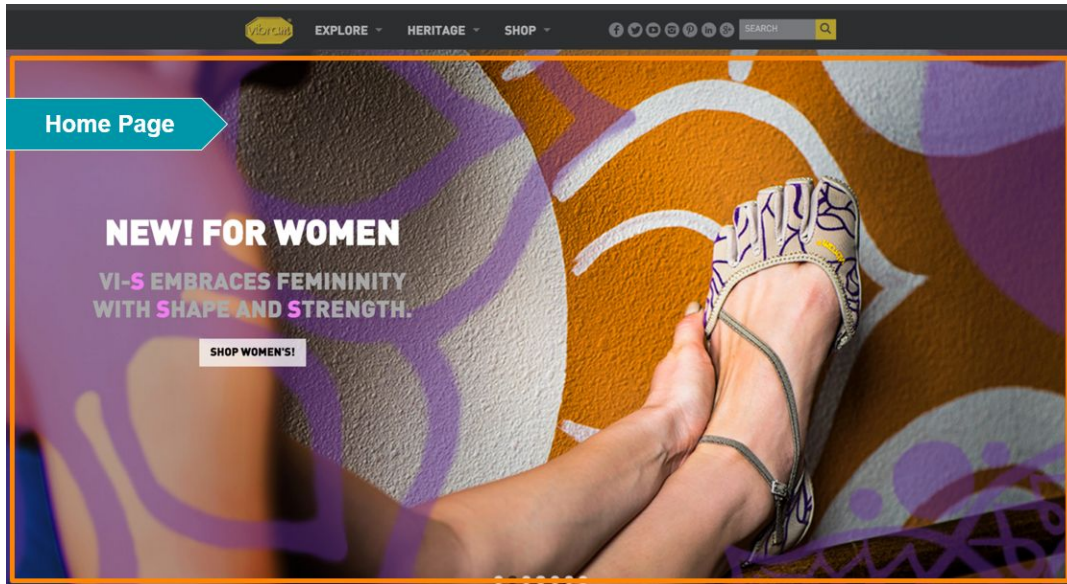 vibram
EXPLORE
HERITAGE
SHOP
SEARCH
Home Page
NEW! FOR WOMEN
VI-S EMBRACES FEMININITY
WITH SHAPE AND STRENGTH.
SHOP WOMEN'S!